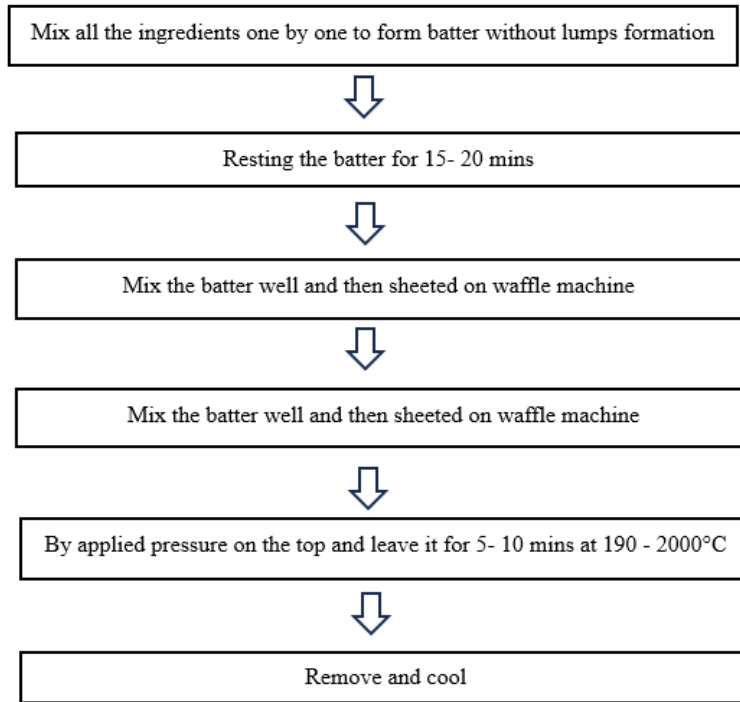 Mix all the ingredients one by one to form batter without lumps formation
Resting the batter for 15- 20 mins
Mix the batter well and then sheeted on waffle machine
Mix the batter well and then sheeted on waffle machine
By applied pressure on the top and leave it for 5- 10 mins at 190 - 2000°C
Remove and cool